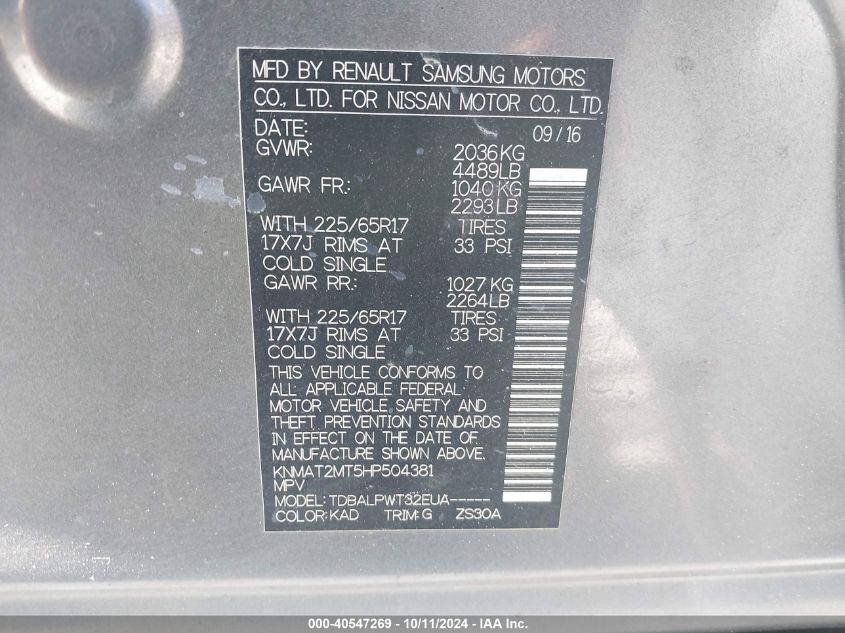 MFD BY RENAULT SAMSUNG MOTORS
CO., LTD. FOR NISSAN MOTOR CO., LTD.
DATE: 09/16
GVWR: 2036KG
4489LB
GAWR FR.: 1040KG
2293LB
WITH 225/65R17 TIRES
17X7J RIMS AT 33 PSI
COLD SINGLE
GAWR RR.: 1027KG
2264LB
WITH 225/65R17 TIRES
17X7J RIMS AT 33 PSI
COLD SINGLE
THIS VEHICLE CONFORMS TO
ALL APPLICABLE FEDERAL
MOTOR VEHICLE SAFETY AND
THEFT PREVENTION STANDARDS
IN EFFECT ON THE DATE OF
MANUFACTURE SHOWN ABOVE.
KNMAT2MT5HP504381
MPV
MODEL: TDBALPWT32EUA-----
COLOR: KAD TRIM: G ZS30A
000-40547269 - 10/11/2024 - IAA Inc.